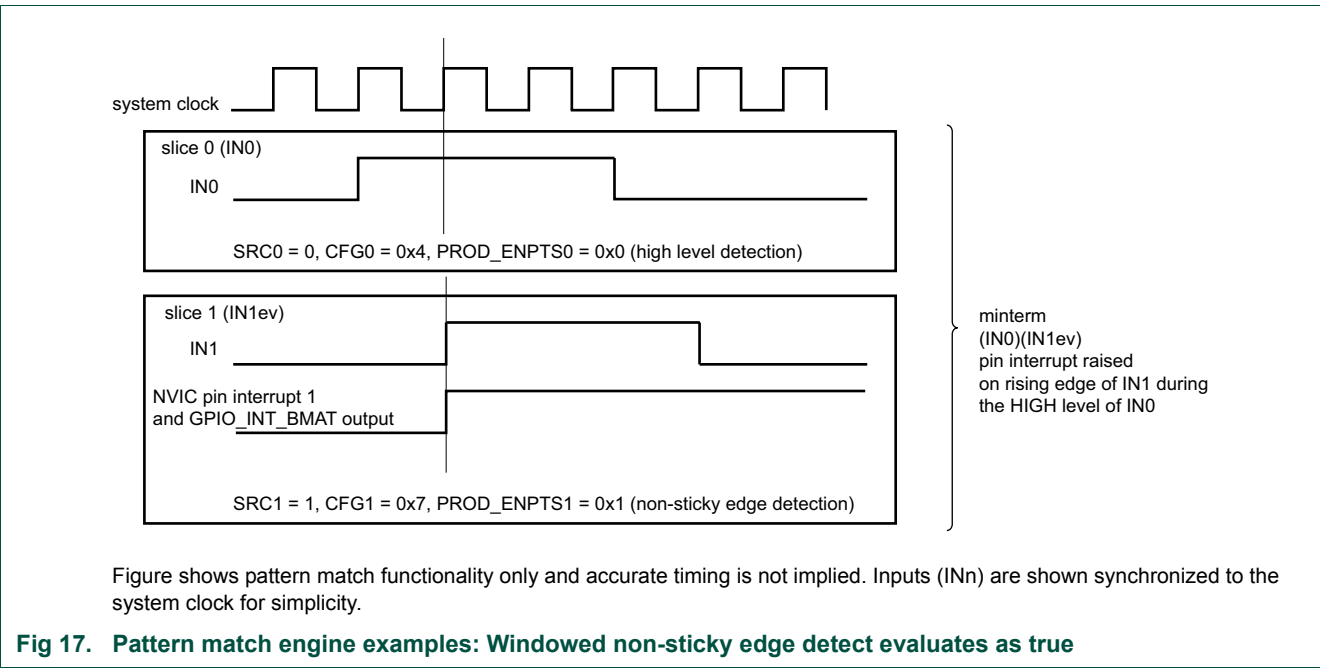 system clock
slice 0 (IN0)
IN0
SRC0 = 0, CFG0 = 0x4, PROD_ENPTS0 = 0x0 (high level detection)
slice 1 (IN1ev)
IN1
NVIC pin interrupt 1
and GPIO_INT_BMAT output
SRC1 = 1, CFG1 = 0x7, PROD_ENPTS1 = 0x1 (non-sticky edge detection)
minterm
(IN0)(IN1ev)
pin interrupt raised
on rising edge of IN1 during
the HIGH level of IN0
Figure shows pattern match functionality only and accurate timing is not implied. Inputs (INn) are shown synchronized to the
system clock for simplicity.
Fig 17. Pattern match engine examples: Windowed non-sticky edge detect evaluates as true